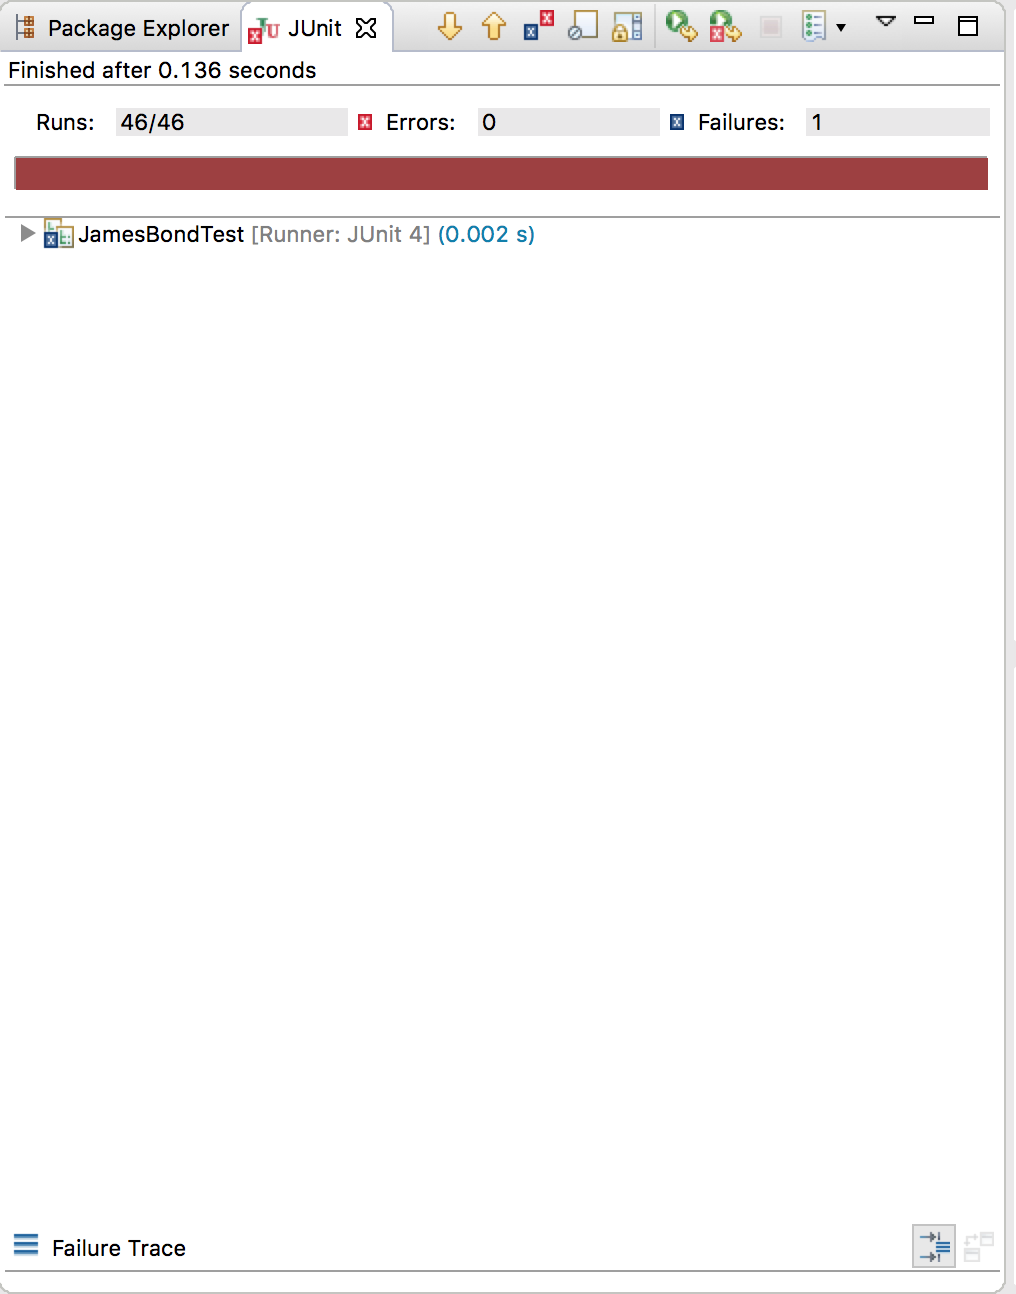 Package Explorer JUnit
Finished after 0.136 seconds
Runs: 46/46 Errors: 0 Failures: 1
JamesBondTest [Runner: JUnit 4] (0.002 s)
Failure Trace